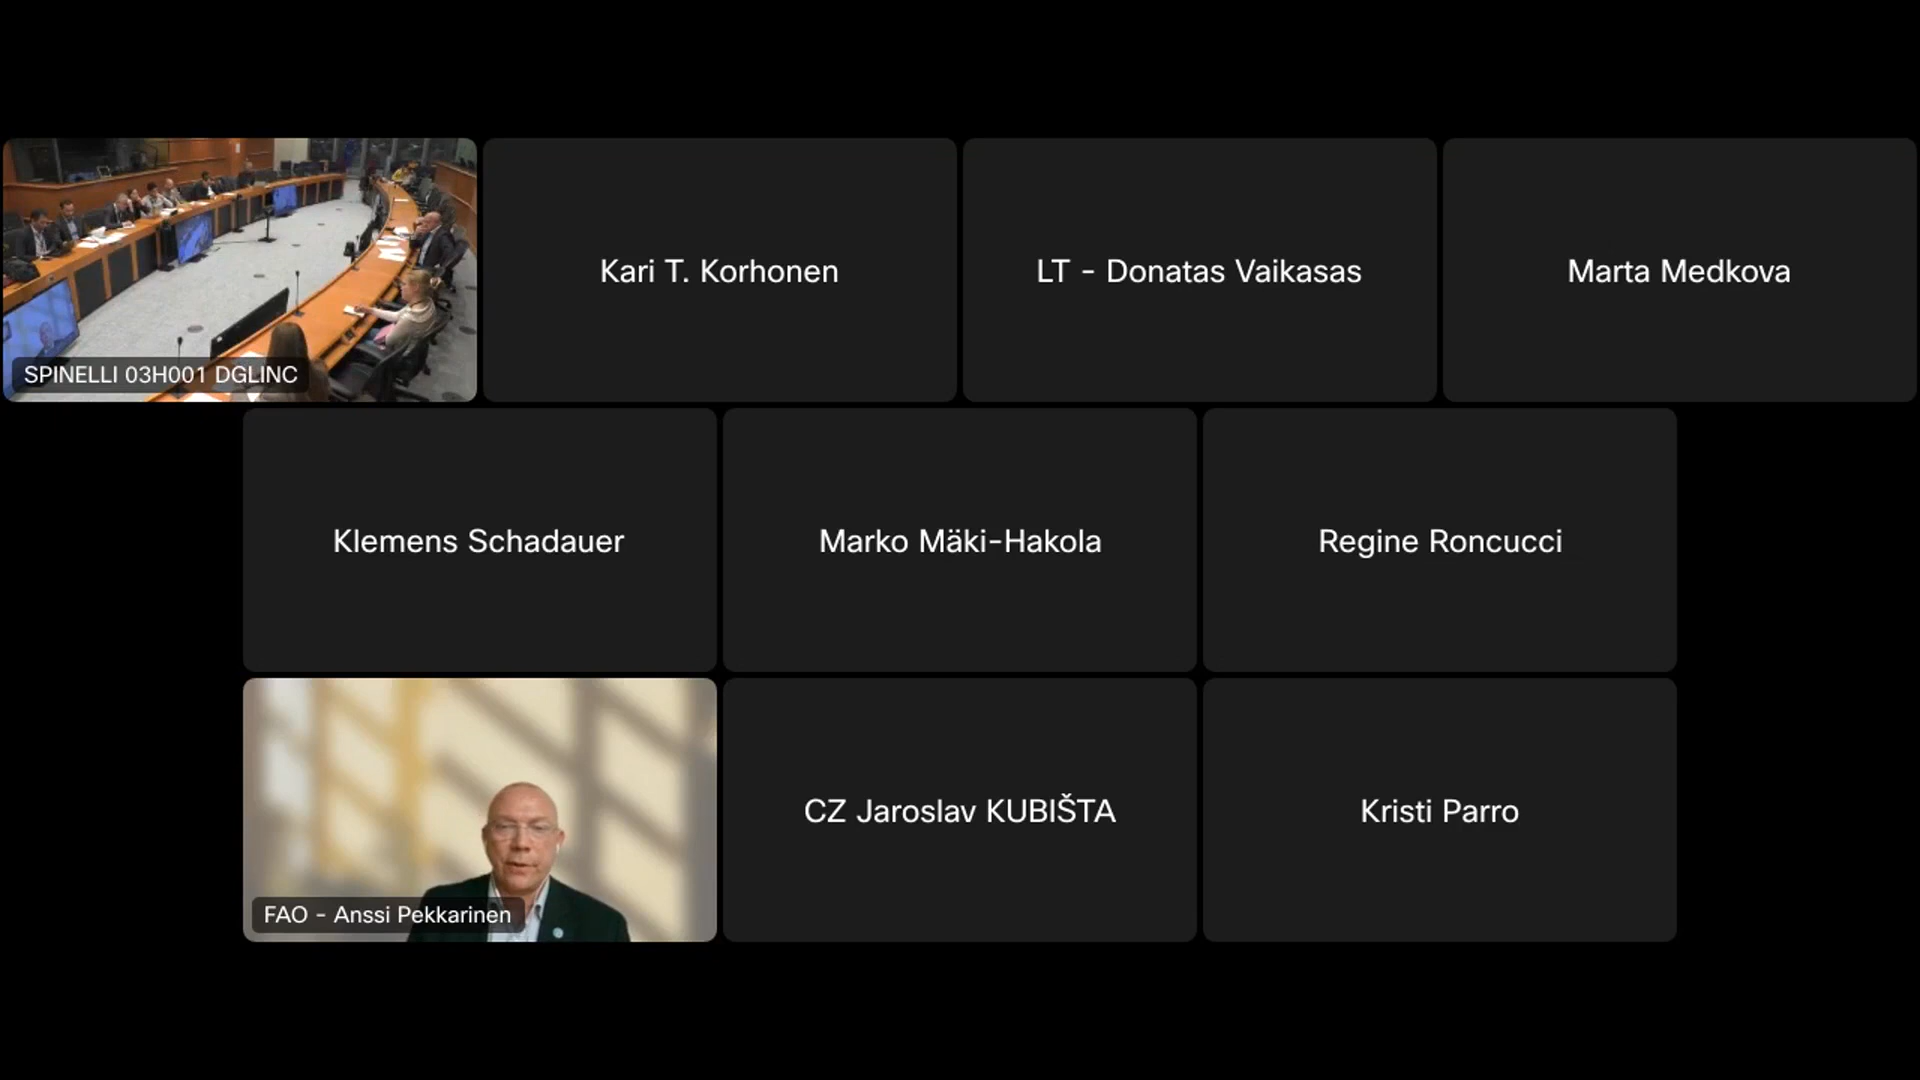 SPINELLI 03H001 DGLINC
Kari T. Korhonen
LT - Donatas Vaikasas
Marta Medkova
Klemens Schadauer
Marko Mäki-Hakola
Regine Roncucci
FAO - Anssi Pekkarinen
CZ Jaroslav KUBIŠTA
Kristi Parro